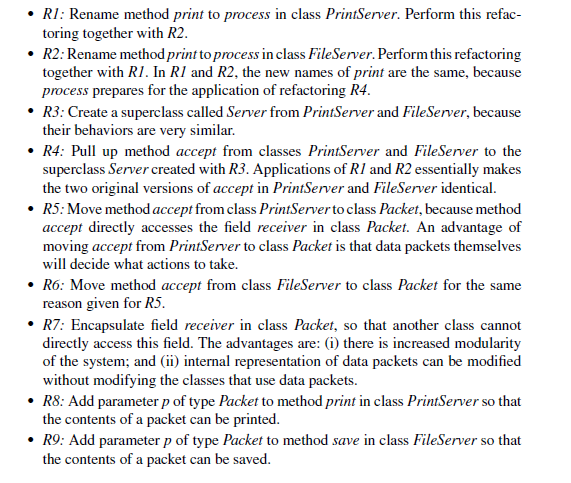 • R1: Rename method print to process in class PrintServer. Perform this refac-
toring together with R2.
• R2: Rename method print to process in class FileServer. Perform this refactoring
together with R1. In R1 and R2, the new names of print are the same, because
process prepares for the application of refactoring R4.
• R3: Create a superclass called Server from PrintServer and FileServer, because
their behaviors are very similar.
• R4: Pull up method accept from classes PrintServer and FileServer to the
superclass Server created with R3. Applications of R1 and R2 essentially makes
the two original versions of accept in PrintServer and FileServer identical.
• R5: Move method accept from class PrintServer to class Packet, because method
accept directly accesses the field receiver in class Packet. An advantage of
moving accept from PrintServer to class Packet is that data packets themselves
will decide what actions to take.
• R6: Move method accept from class FileServer to class Packet for the same
reason given for R5.
• R7: Encapsulate field receiver in class Packet, so that another class cannot
directly access this field. The advantages are: (i) there is increased modularity
of the system; and (ii) internal representation of data packets can be modified
without modifying the classes that use data packets.
• R8: Add parameter p of type Packet to method print in class PrintServer so that
the contents of a packet can be printed.
• R9: Add parameter p of type Packet to method save in class FileServer so that
the contents of a packet can be saved.